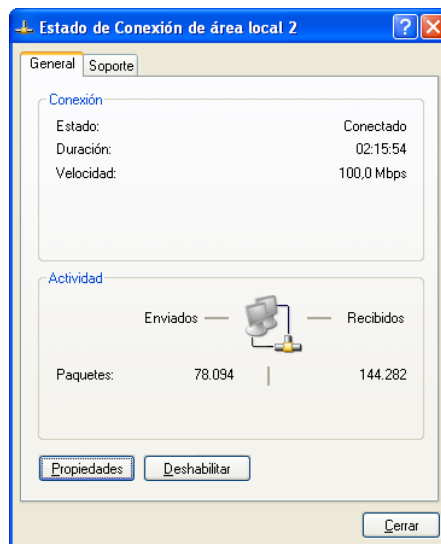 Estado de Conexión de área local 2
General Soporte
Conexión
Estado: Conectado
Duración: 02:15:54
Velocidad: 100,0 Mbps
Actividad
Enviados Recibidos
Paquetes: 78.094 144.282
Propiedades Deshabilitar
Cerrar